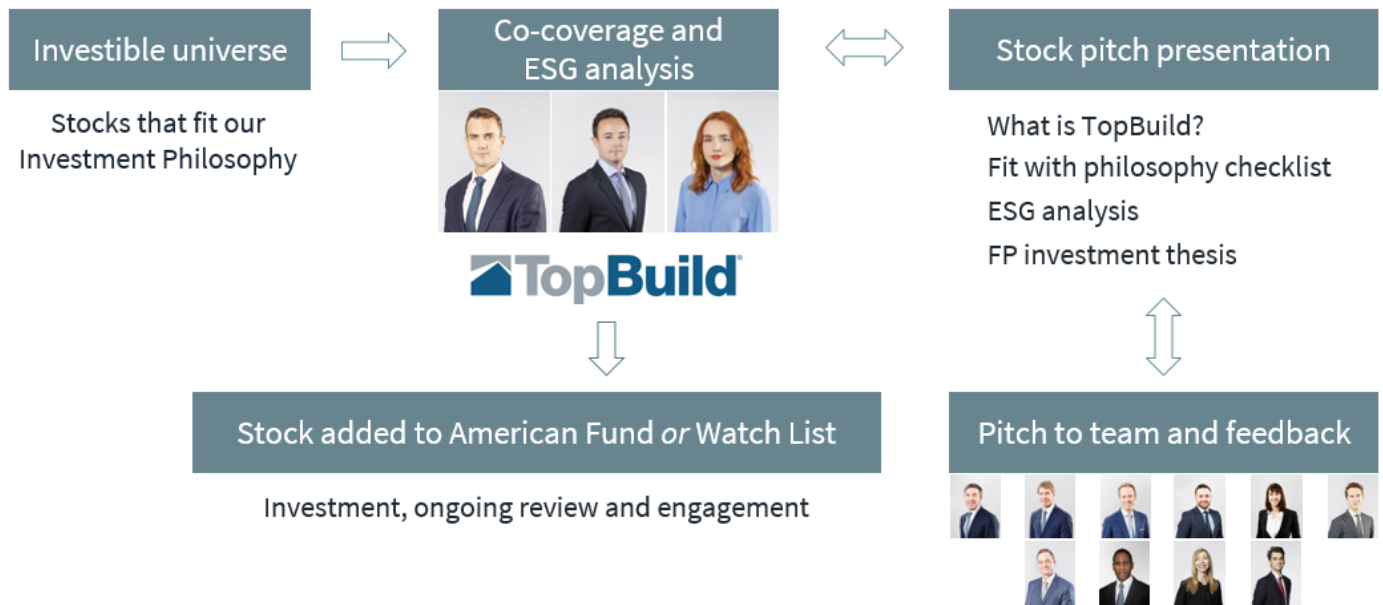 Investible universe
Stocks that fit our
Investment Philosophy
Co-coverage and
ESG analysis
TopBuild
Stock pitch presentation
What is TopBuild?
Fit with philosophy checklist
ESG analysis
FP investment thesis
Stock added to American Fund or Watch List
Investment, ongoing review and engagement
Pitch to team and feedback